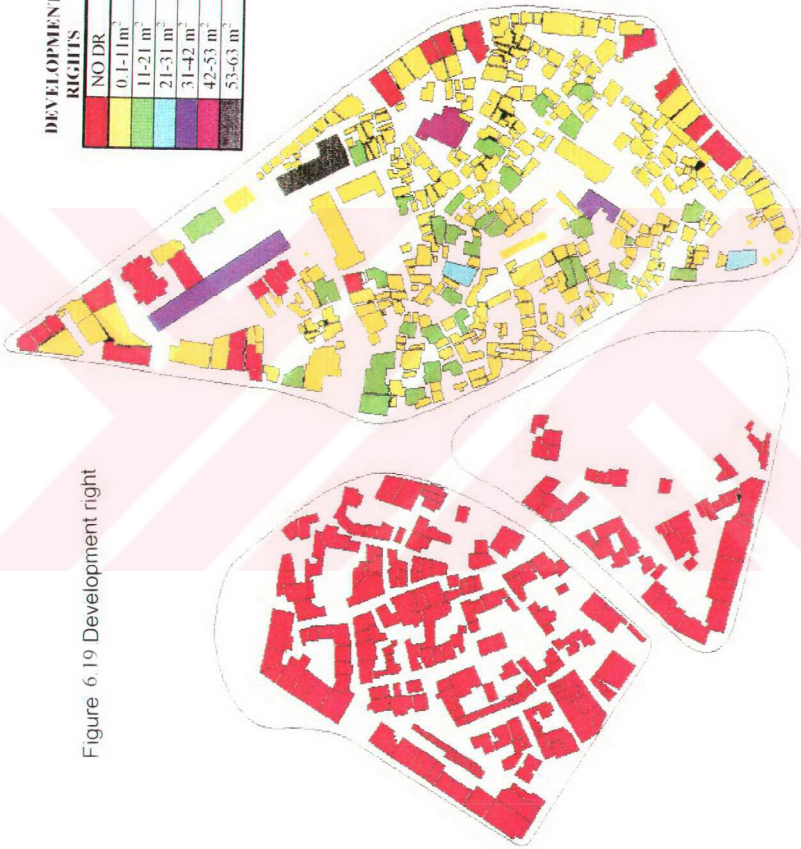 DEVELOPMENT
RIGHTS
NO DR
0.1-11m²
11-21 m²
21-31 m²
31-42 m²
42-53 m²
53-63 m²
Figure 6.19 Development right